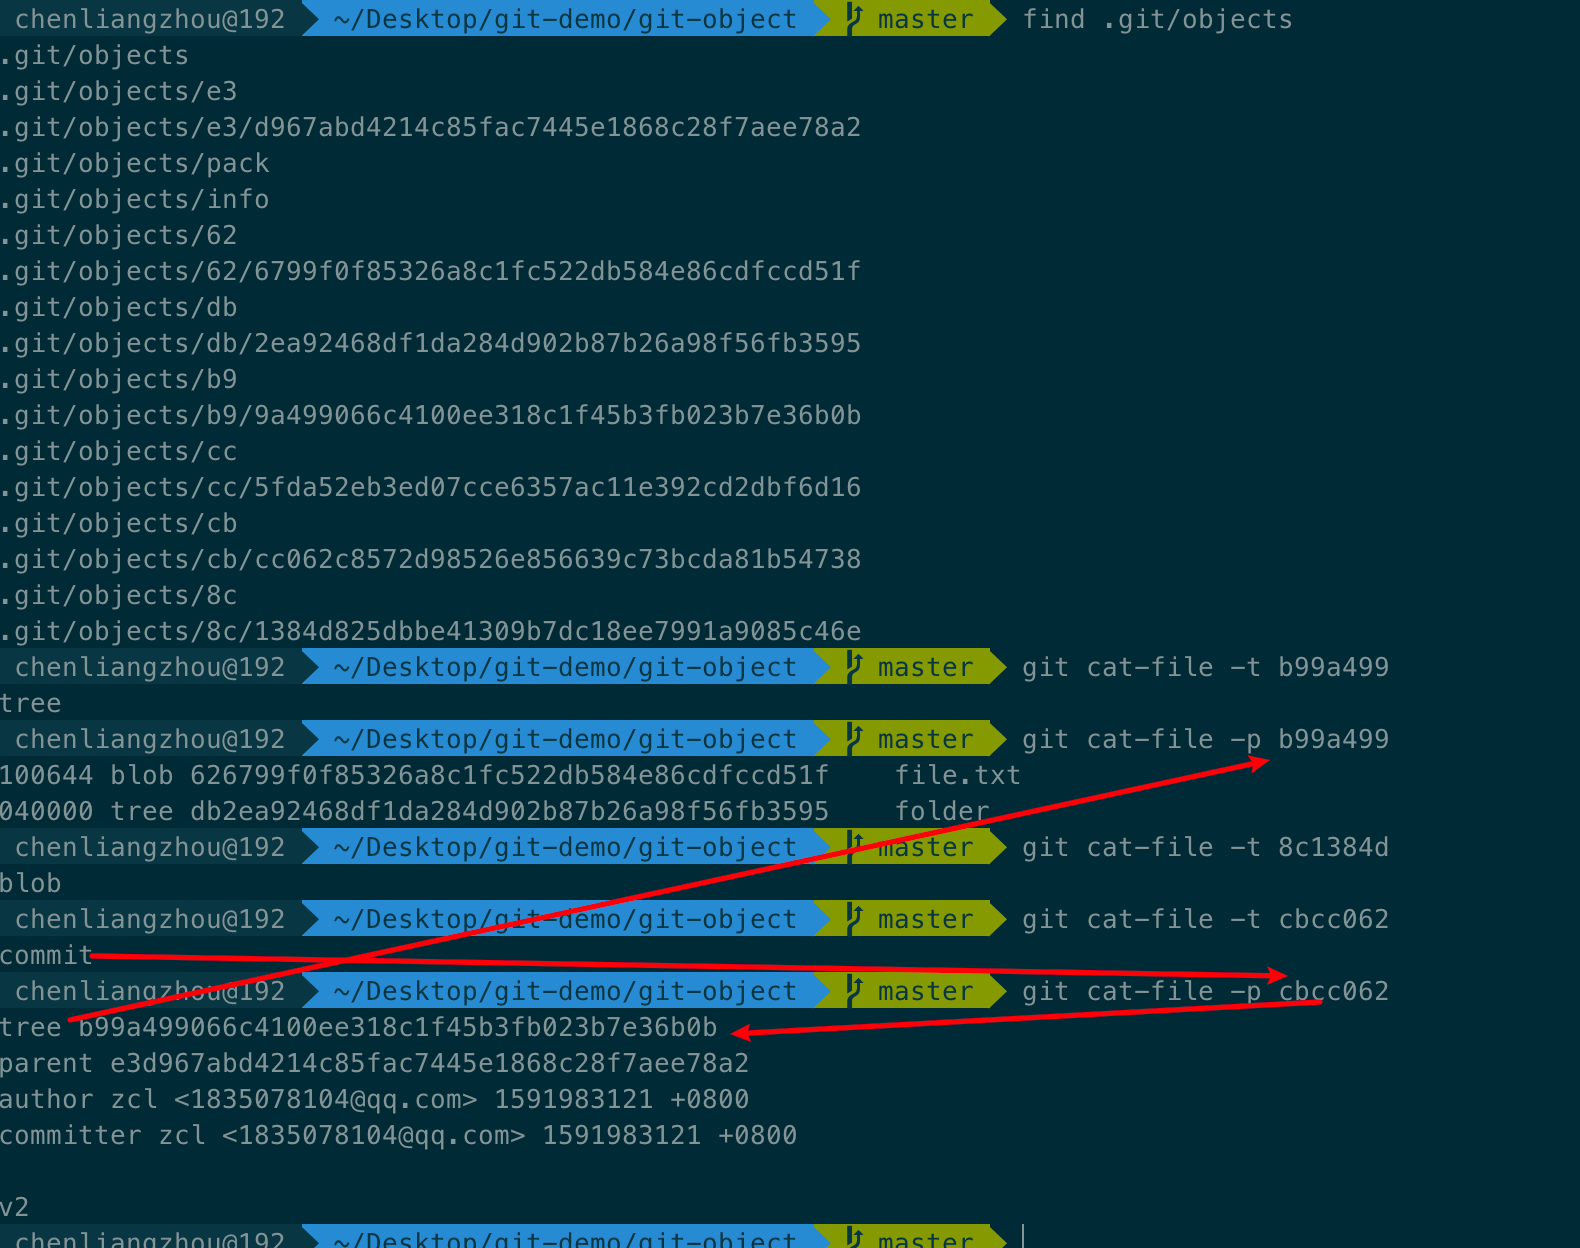 chenliangzhou@192 ~/Desktop/git-demo/git-object master find .git/objects
.git/objects
.git/objects/e3
.git/objects/e3/d967abd4214c85fac7445e1868c28f7aee78a2
.git/objects/pack
.git/objects/info
.git/objects/62
.git/objects/62/6799f0f85326a8c1fc522db584e86cdfccd51f
.git/objects/db
.git/objects/db/2ea92468df1da284d902b87b26a98f56fb3595
.git/objects/b9
.git/objects/b9/9a499066c4100ee318c1f45b3fb023b7e36b0b
.git/objects/cc
.git/objects/cc/5fda52eb3ed07cce6357ac11e392cd2dbf6d16
.git/objects/cb
.git/objects/cb/cc062c8572d98526e856639c73bcda81b54738
.git/objects/8c
.git/objects/8c/1384d825dbbe41309b7dc18ee7991a9085c46e
chenliangzhou@192 ~/Desktop/git-demo/git-object master git cat-file -t b99a499
tree
chenliangzhou@192 ~/Desktop/git-demo/git-object master git cat-file -p b99a499
100644 blob 626799f0f85326a8c1fc522db584e86cdfccd51f    file.txt
040000 tree db2ea92468df1da284d902b87b26a98f56fb3595    folder
chenliangzhou@192 ~/Desktop/git-demo/git-object master git cat-file -t 8c1384d
blob
chenliangzhou@192 ~/Desktop/git-demo/git-object master git cat-file -t cbcc062
commit
chenliangzhou@192 ~/Desktop/git-demo/git-object master git cat-file -p cbcc062
tree b99a499066c4100ee318c1f45b3fb023b7e36b0b
parent e3d967abd4214c85fac7445e1868c28f7aee78a2
author zcl <1835078104@qq.com> 1591983121 +0800
committer zcl <1835078104@qq.com> 1591983121 +0800
v2
chenliangzhou@192 ~/Desktop/git-demo/git-object master